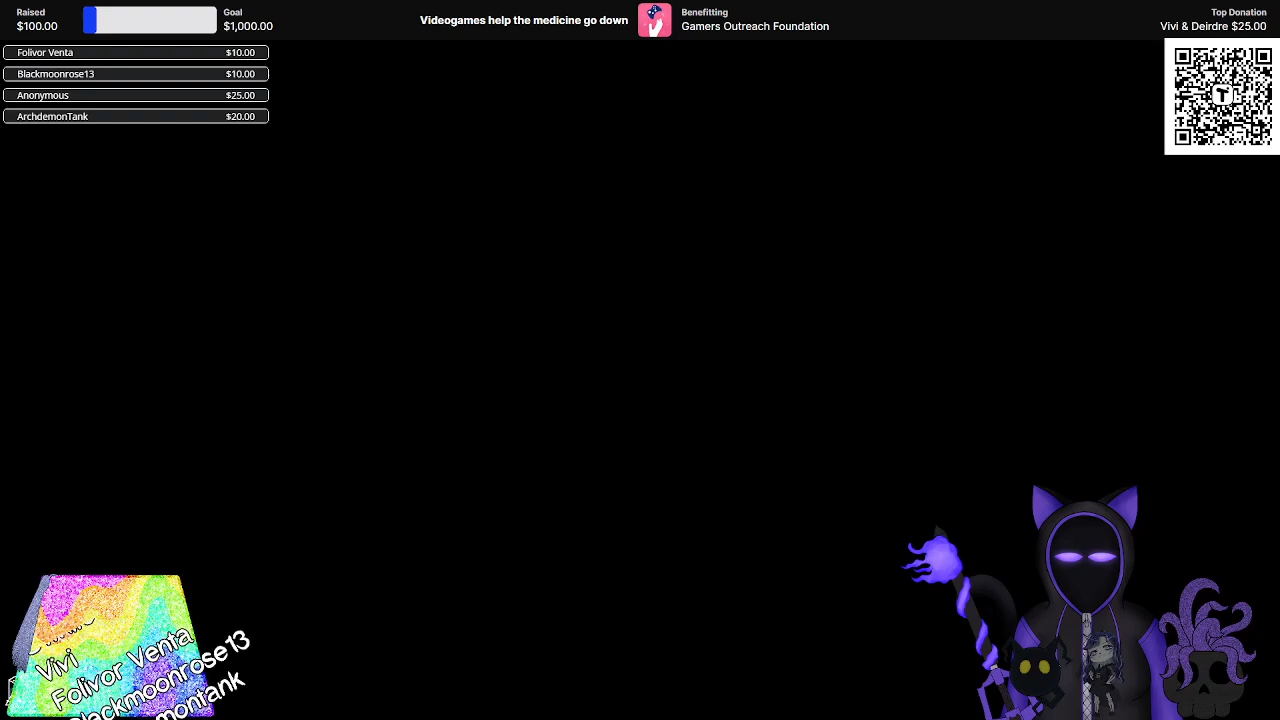 Raised
$100.00
Goal
$1,000.00
Videogames help the medicine go down
Benefitting
Gamers Outreach Foundation
Top Donation
Vivi & Deirdre $25.00
Folivor Venta $10.00
Blackmoonrose13 $10.00
Anonymous $25.00
ArchdemonTank $20.00
T
Vivi
Folivor Venta
Blackmoonrose13
montank